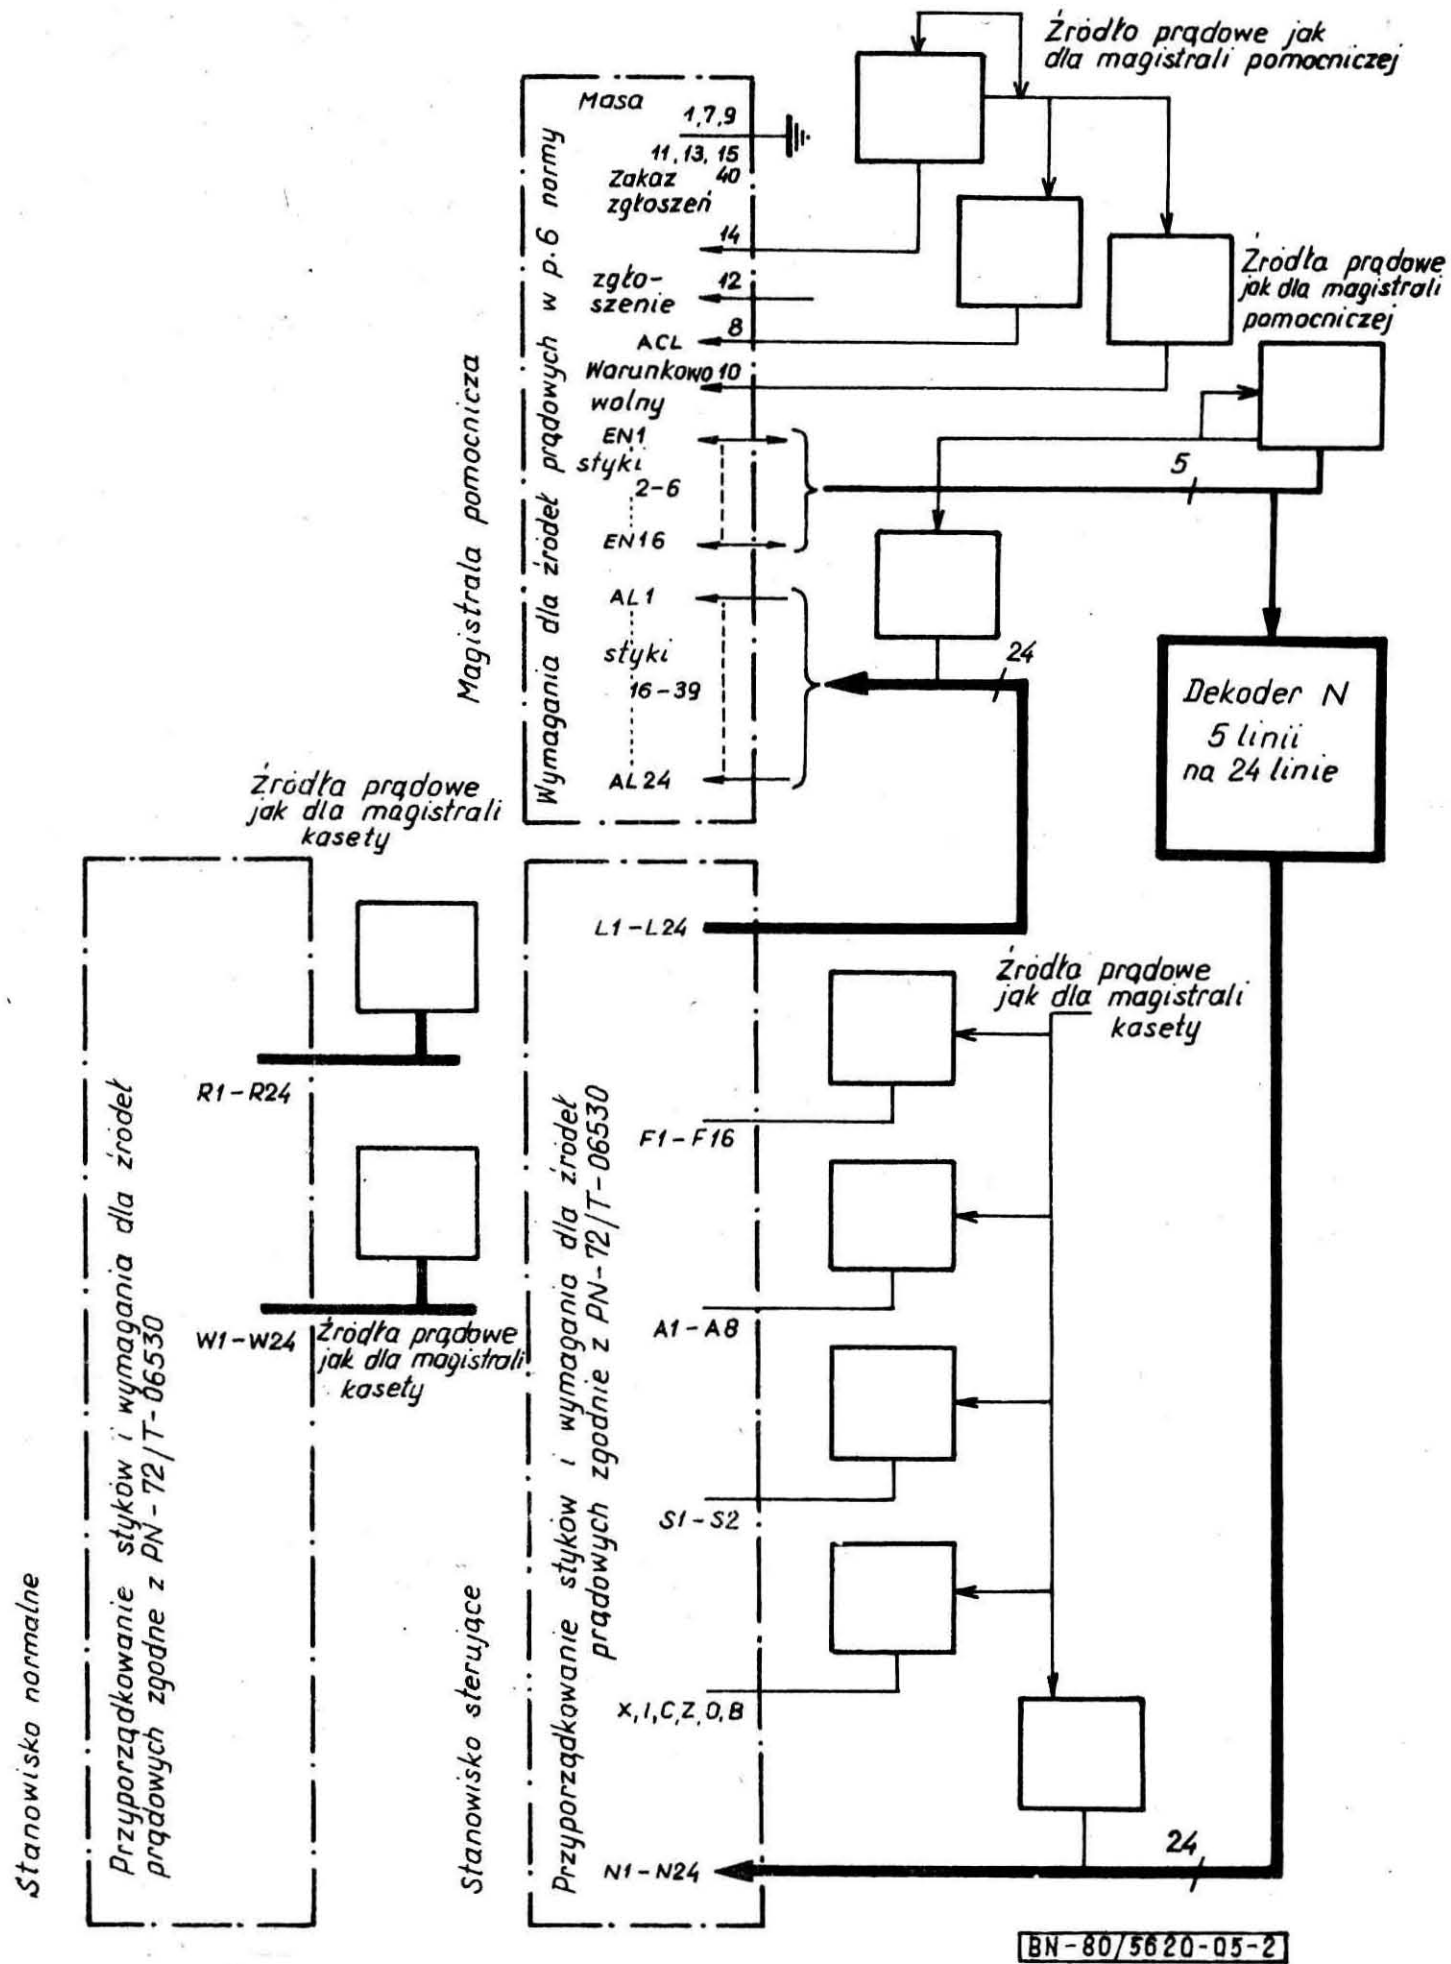 Źródło prądowe jak
dla magistrali pomocniczej
Masa
1,7,9
11, 13, 15
Zakaz 40
zgłoszeń
14
zgło- 12
szenie
ACL 8
Warunkowo 10
wolny
EN1
styki
2-6
EN16
AL1
styki
16-39
AL24
Magistrala pomocnicza
Wymagania dla źródeł prądowych w p.6 normy
Źródła prądowe
jak dla magistrali
pomocniczej
5
24
Dekoder N
5 linii
na 24 linie
Źródła prądowe
jak dla magistrali
kasety
R1-R24
W1-W24
Źródła prądowe
jak dla magistrali
kasety
Stanowisko normalne
Przyporządkowanie styków i wymagania dla źródeł
prądowych zgodne z PN-72/T-06530
L1-L24
Źródła prądowe
jak dla magistrali
kasety
F1-F16
A1-A8
S1-S2
X,I,C,Z,O,B
N1-N24
24
Stanowisko sterujące
Przyporządkowanie styków i wymagania dla źródeł
prądowych zgodnie z PN-72/T-06530
BN-80/5620-05-2